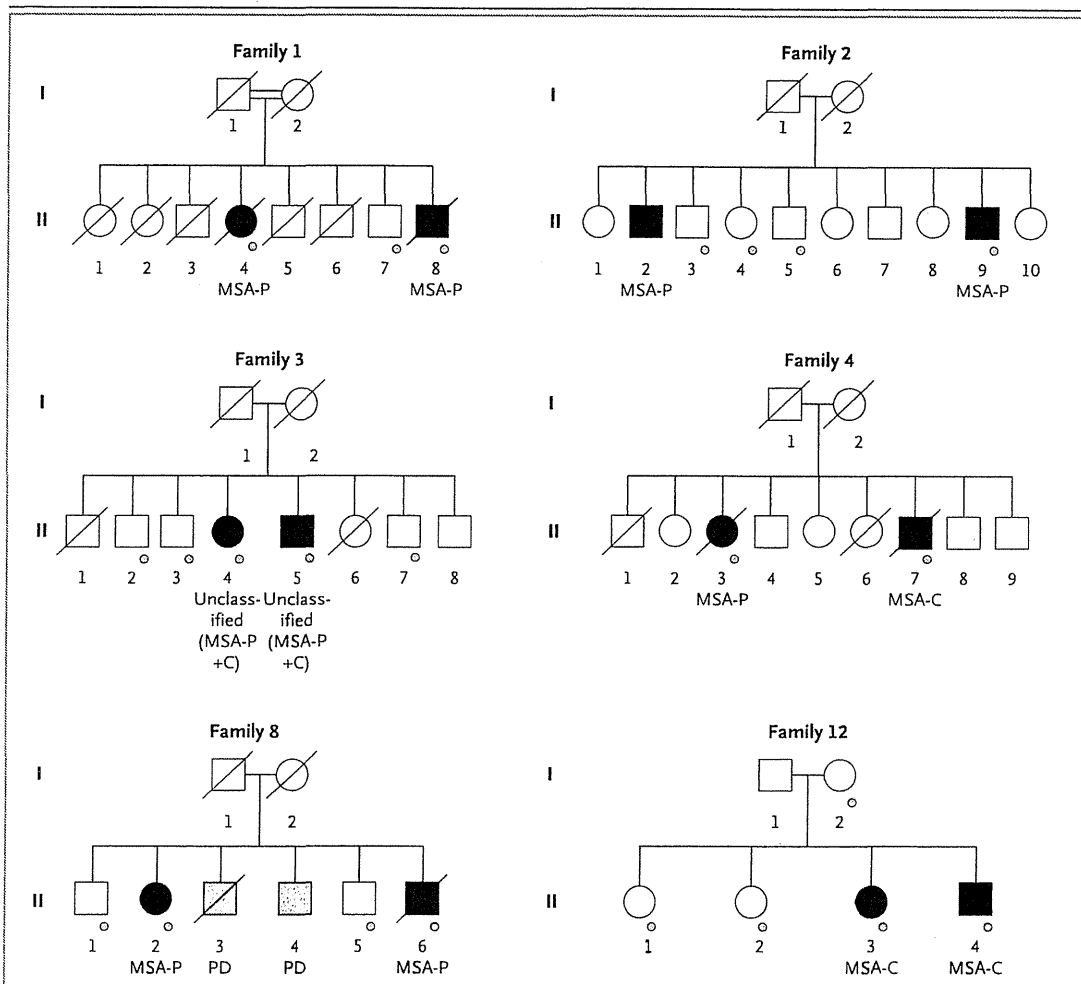 Family 1
Family 2
I
1 2
I
1 2
II
1 2 3 4 5 6 7 8
MSA-P MSA-P
II
1 2 3 4 5 6 7 8 9 10
MSA-P MSA-P
Family 3
Family 4
I
1 2
I
1 2
II
1 2 3 4 5 6 7 8
Unclass- Unclass-
ified ified
(MSA-P (MSA-P
+C) +C)
II
1 2 3 4 5 6 7 8 9
MSA-P MSA-C
Family 8
Family 12
I
1 2
I
1 2
II
1 2 3 4 5 6
MSA-P PD PD MSA-P
II
1 2 3 4
MSA-C MSA-C